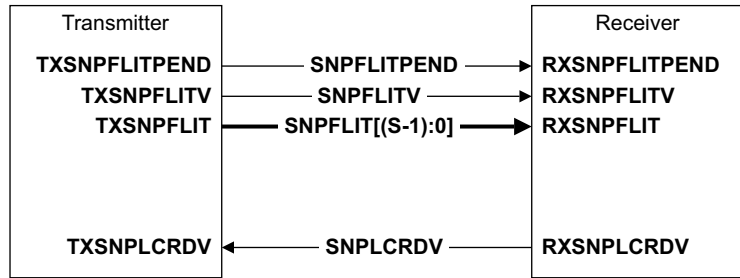 Transmitter Receiver
TXSNPFLITPEND SNPFLITPEND RXSNPFLITPEND
TXSNPFLITV SNPFLITV RXSNPFLITV
TXSNPFLIT SNPFLIT[(S-1):0] RXSNPFLIT
TXSNPLCRDV SNPLCRDV RXSNPLCRDV